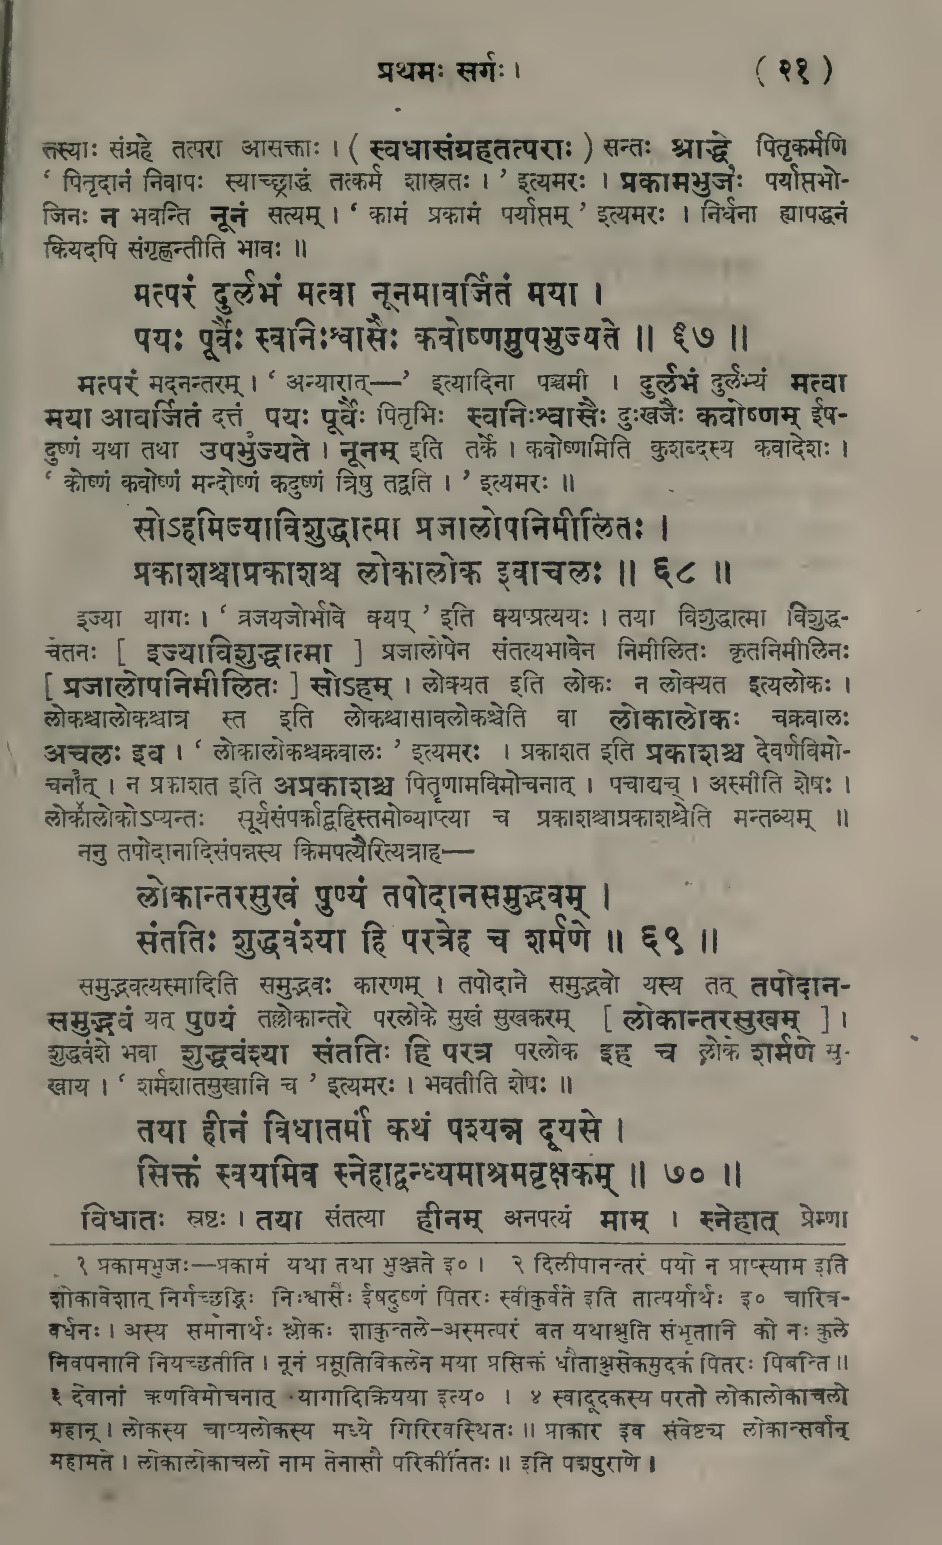 प्रथमः सर्गः। ( २१ )
तस्याः संग्रहे तत्परा आसक्ताः । ( स्वधासंग्रहतत्पराः ) सन्तः श्राद्धे पितृकर्मणि
‘ पितृदानं निवापः स्याच्छ्राद्धं तत्कर्म शास्त्रतः । ’ इत्यमरः । प्रकामभुजः पर्याप्तभो-
जिनः न भवन्ति नूनं सत्यम् । ‘ कामं प्रकामं पर्याप्तम् ’ इत्यमरः । निर्धना ह्यापद्धनं
कियदपि संगृह्णन्तीति भावः ॥
मत्परं दुर्लभं मत्वा नूनमावर्जितं मया ।
पयः पूर्वैः स्वनिःश्वासैः कवोष्णमुपभुज्यते ॥ ६७ ॥
मत्परं मदनन्तरम् । ‘ अन्यारात्—’ इत्यादिना पञ्चमी । दुर्लभं दुर्लभ्यं मत्वा
मया आवर्जितं दत्तं पयः पूर्वैः पितृभिः स्वनिःश्वासैः दुःखजैः कवोष्णम् ईष-
दुष्णं यथा तथा उपभुज्यते । नूनम् इति तर्के । कवोष्णमिति कुशब्दस्य कवादेशः ।
‘ कोष्णं कवोष्णं मन्दोष्णं कदुष्णं त्रिषु तद्वति । ’ इत्यमरः ॥
सोऽहमिज्याविशुद्धात्मा प्रजालोपनिमीलितः ।
प्रकाशश्चाप्रकाशश्च लोकालोक इवाचलः ॥ ६८ ॥
इज्या यागः । ‘ व्रजयजोर्भावे क्यप् ’ इति क्यप्प्रत्ययः । तया विशुद्धात्मा विशुद्ध-
चेतनः [ इज्याविशुद्धात्मा ] प्रजालोपेन संतत्यभावेन निमीलितः कृतनिमीलिनः
[ प्रजालोपनिमीलितः ] सोऽहम् । लोक्यत इति लोकः न लोक्यत इत्यलोकः ।
लोकश्चालोकश्चात्र स्त इति लोकश्चासावलोकश्चेति वा लोकालोकः चक्रवालः
अचलः इव । ‘ लोकालोकश्चक्रवालः ’ इत्यमरः । प्रकाशत इति प्रकाशश्च देवर्णविमो-
चनात् । न प्रकाशत इति अप्रकाशश्च पितॄणामविमोचनात् । पचाद्यच् । अस्मीति शेषः ।
लोकालोकोऽप्यन्तः सूर्यसंपर्काद्वहिस्तमोव्याप्त्या च प्रकाशश्चाप्रकाशश्चेति मन्तव्यम् ॥
ननु तपोदानादिसंपन्नस्य किमपत्यैरित्यत्राह—
लोकान्तरसुखं पुण्यं तपोदानसमुद्भवम् ।
संततिः शुद्धवंश्या हि परत्रेह च शर्मणे ॥ ६९ ॥
समुद्भवत्यस्मादिति समुद्भवः कारणम् । तपोदाने समुद्भवो यस्य तत् तपोदान-
समुद्भवं यत् पुण्यं तल्लोकान्तरे परलोके सुखं सुखकरम् [ लोकान्तरसुखम् ] ।
शुद्धवंशे भवा शुद्धवंश्या संततिः हि परत्र परलोके इह च लोके शर्मणे सु-
खाय । ‘ शर्मशातसुखानि च ’ इत्यमरः । भवतीति शेषः ॥
तया हीनं विधातर्मां कथं पश्यन्न दूयसे ।
सिक्तं स्वयमिव स्नेहाद्वन्ध्यमाश्रमवृक्षकम् ॥ ७० ॥
विधातः स्रष्टः । तया संतत्या हीनम् अनपत्यं माम् । स्नेहात् प्रेम्णा
१ प्रकामभुजः—प्रकामं यथा तथा भुञ्जते इ० । २ दिलीपानन्तरं पयो न प्राप्स्याम इति
शोकावेशात् निर्गच्छद्भिः निःश्वासैः ईषदुष्णं पितरः स्वीकुर्वते इति तात्पर्यार्थः इ० चारित्र-
वर्धनः । अस्य समानार्थः श्लोकः शाकुन्तले-अस्मत्परं बत यथाश्रुति संभृतानि को नः कुले
निवपनानि नियच्छतीति । नूनं प्रसूतिविकलेन मया प्रसिक्तं धौताश्रुसेकमुदकं पितरः पिबन्ति ॥
३ देवानां ऋणविमोचनात् यागादिक्रियया इत्य० । ४ स्वादूदकस्य परतो लोकालोकाचलो
महान् । लोकस्य चाप्यलोकस्य मध्ये गिरिरवस्थितः ॥ प्राकार इव संवेष्ट्य लोकान्सर्वान्
महामते । लोकालोकाचलो नाम तेनासौ परिकीर्तितः ॥ इति पद्मपुराणे ।